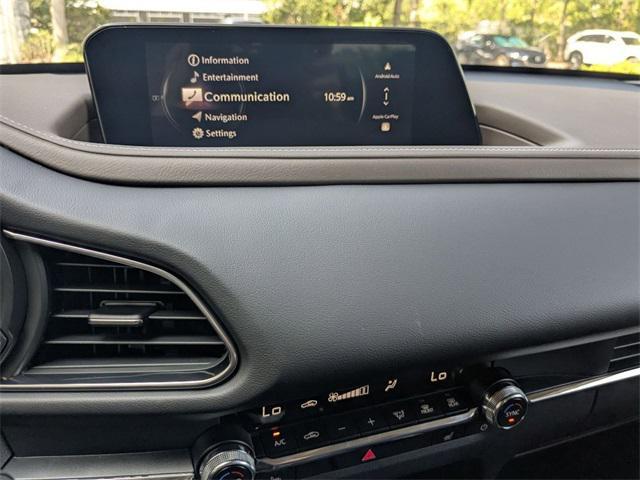 Information
Entertainment
Communication
10:59 am
Navigation
Settings
Android Auto
Apple CarPlay
Lo
Lo
A/C
SYNC